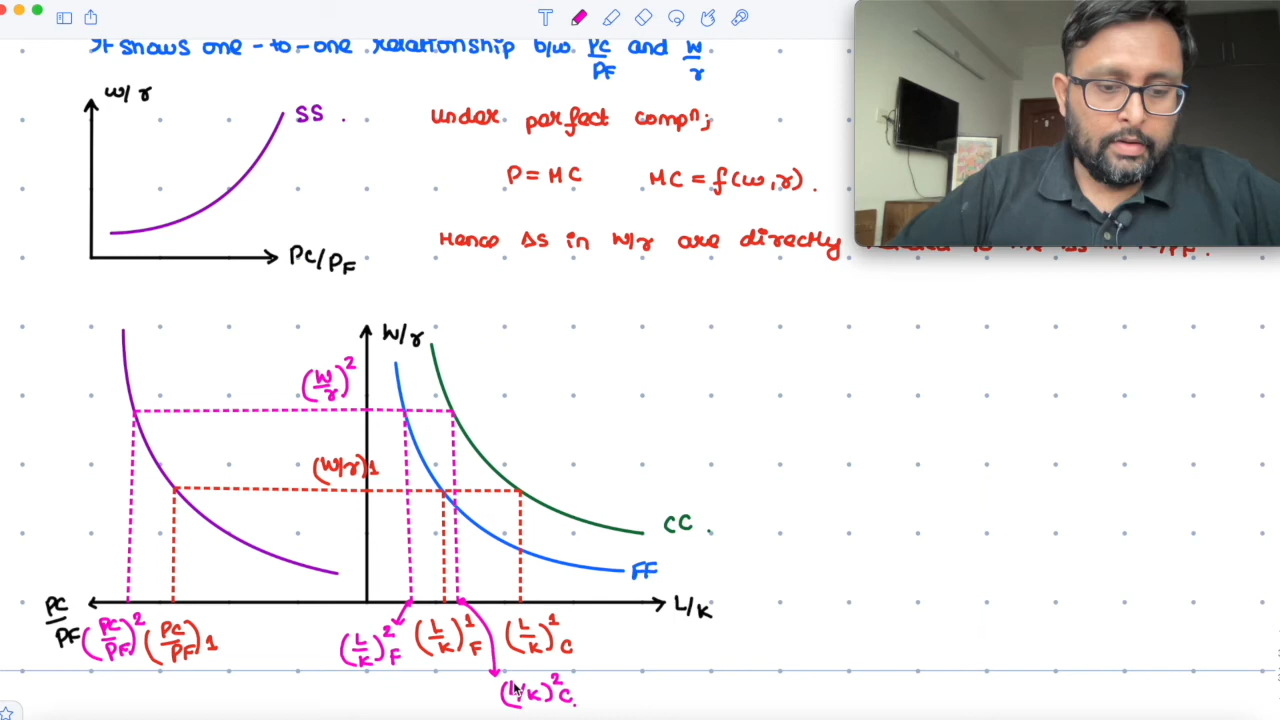 It shows one-to-one relationship b/w PC/PF and W/r
W/r
SS .
PC/PF
Under perfect compⁿ;
P = MC MC = f(w,r).
Hence Δs in W/r are directly
W/r
(W/r)²
(W/r)1
CC .
FF
L/K
PC/PF
(PC/PF)² (PC/PF)1
(L/K)²F (L/K)¹F (L/K)¹C
(L/K)²C.